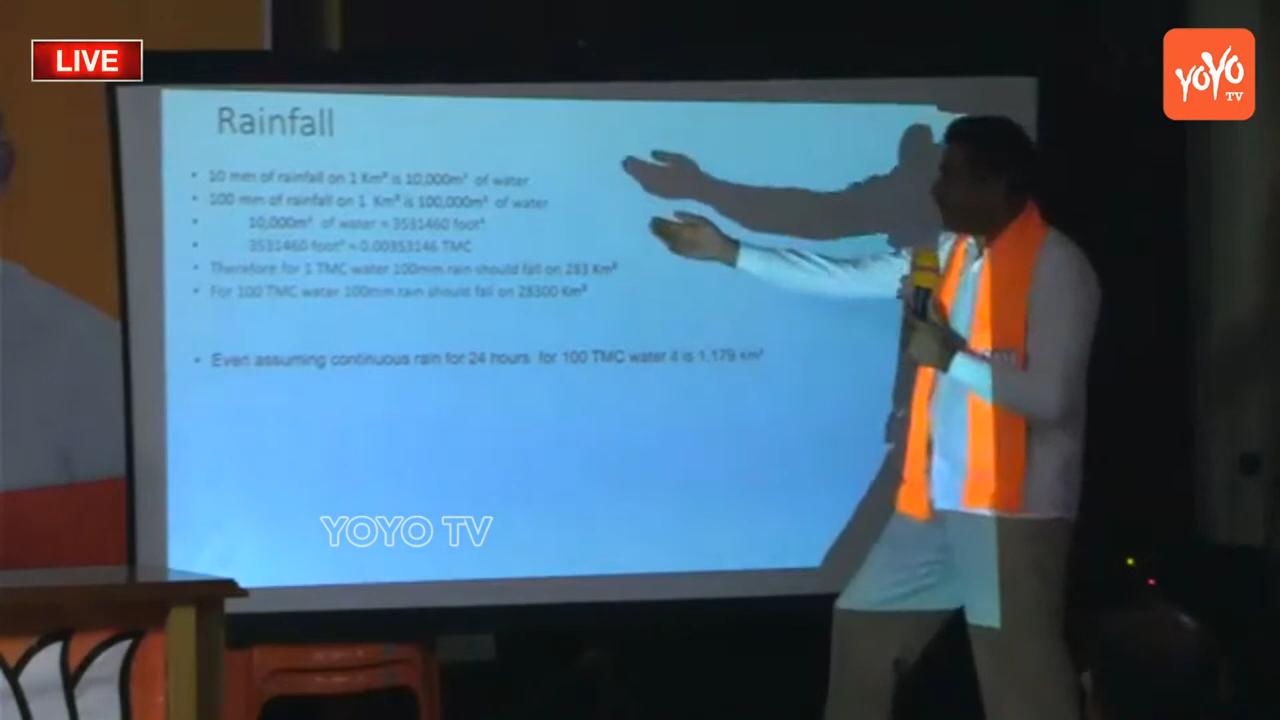 LIVE
YOYO
TV
Rainfall
• 10 mm of rainfall on 1 Km² is 10,000m³ of water
• 100 mm of rainfall on 1 Km² is 100,000m³ of water
• 10,000m³ of water = 3531460 foot³
• 3531460 foot³ = 0.00353146 TMC
• Therefore for 1 TMC water 100mm rain should fall on 283 Km²
• For 100 TMC water 100mm rain should fall on 28300 Km²
• Even assuming continuous rain for 24 hours for 100 TMC water 4 is 1,179 km²
YOYO TV